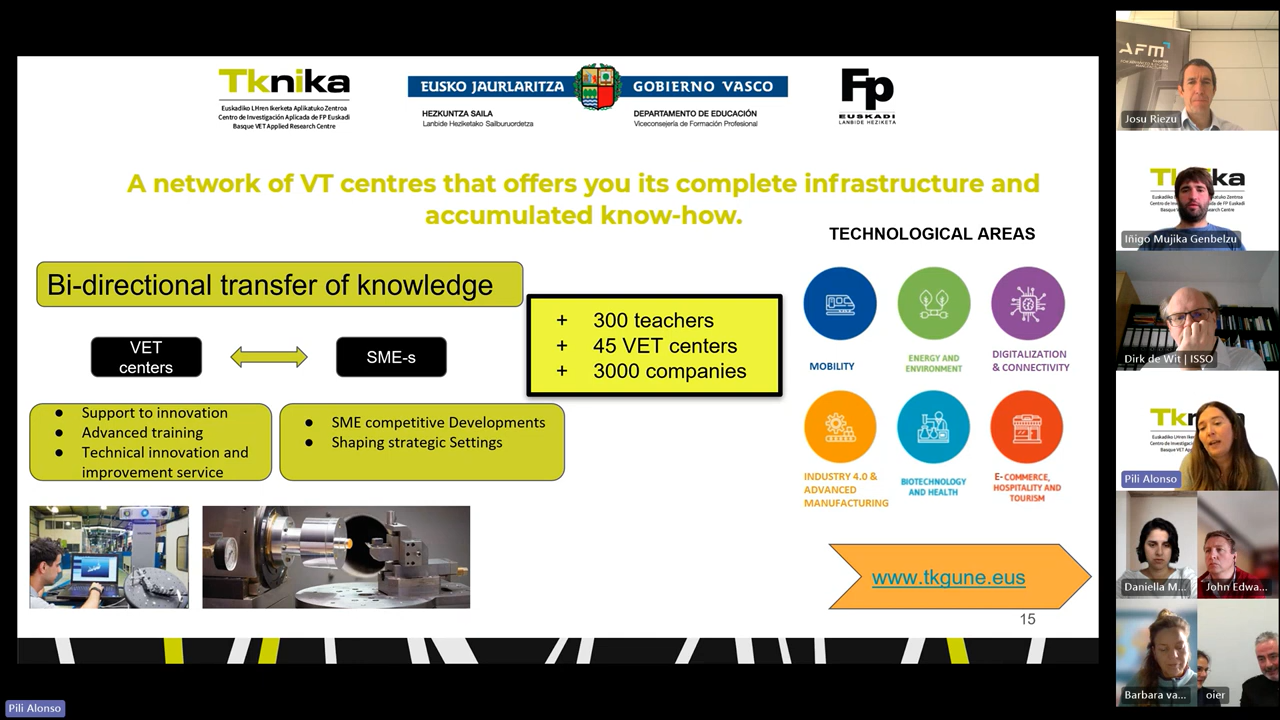 Tknika
Euskadiko LHren Ikerketa Aplikatuko Zentroa
Centro de Investigación Aplicada de FP Euskadi
Basque VET Applied Research Centre
EUSKO JAURLARITZA
GOBIERNO VASCO
HEZKUNTZA SAILA
Lanbide Heziketako Sailburuordetza
DEPARTAMENTO DE EDUCACIÓN
Viceconsejería de Formación Profesional
Fp
EUSKADI
LANBIDE HEZIKETA
A network of VT centres that offers you its complete infrastructure and
accumulated know-how.
Bi-directional transfer of knowledge
VET
centers
SME-s
• Support to innovation
• Advanced training
• Technical innovation and
improvement service
• SME competitive Developments
• Shaping strategic Settings
+ 300 teachers
+ 45 VET centers
+ 3000 companies
TECHNOLOGICAL AREAS
MOBILITY
ENERGY AND
ENVIRONMENT
DIGITALIZATION
& CONNECTIVITY
INDUSTRY 4.0 &
ADVANCED
MANUFACTURING
BIOTECHNOLOGY
AND HEALTH
E-COMMERCE,
HOSPITALITY AND
TOURISM
www.tkgune.eus
15
Pili Alonso
AFM
Josu Riezu
Iñigo Mujika Genbelzu
Dirk de Wit | ISSO
Pili Alonso
Daniella M...
John Edwa...
Barbara va...
oier